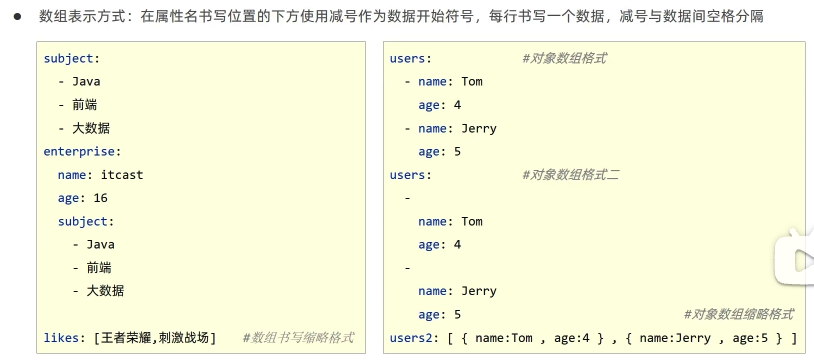 ● 数组表示方式：在属性名书写位置的下方使用减号作为数据开始符号，每行书写一个数据，减号与数据间空格分隔
subject:
  - Java
  - 前端
  - 大数据
enterprise:
  name: itcast
  age: 16
  subject:
    - Java
    - 前端
    - 大数据
likes: [王者荣耀,刺激战场]    #数组书写缩略格式
users:    #对象数组格式
  - name: Tom
    age: 4
  - name: Jerry
    age: 5
users:    #对象数组格式二
  -
    name: Tom
    age: 4
  -
    name: Jerry
    age: 5    #对象数组缩略格式
users2: [ { name:Tom , age:4 } , { name:Jerry , age:5 } ]